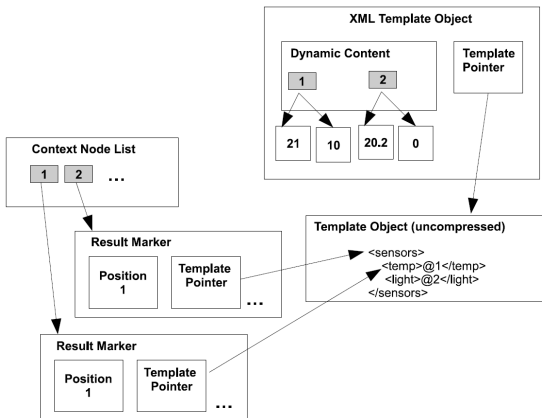 XML Template Object
Dynamic Content
1 2
21 10 20.2 0
Template
Pointer
Context Node List
1 2 ...
Result Marker
Position
1
Template
Pointer
...
Template Object (uncompressed)
<sensors>
<temp>@1</temp>
<light>@2</light>
</sensors>
Result Marker
Position
1
Template
Pointer
...